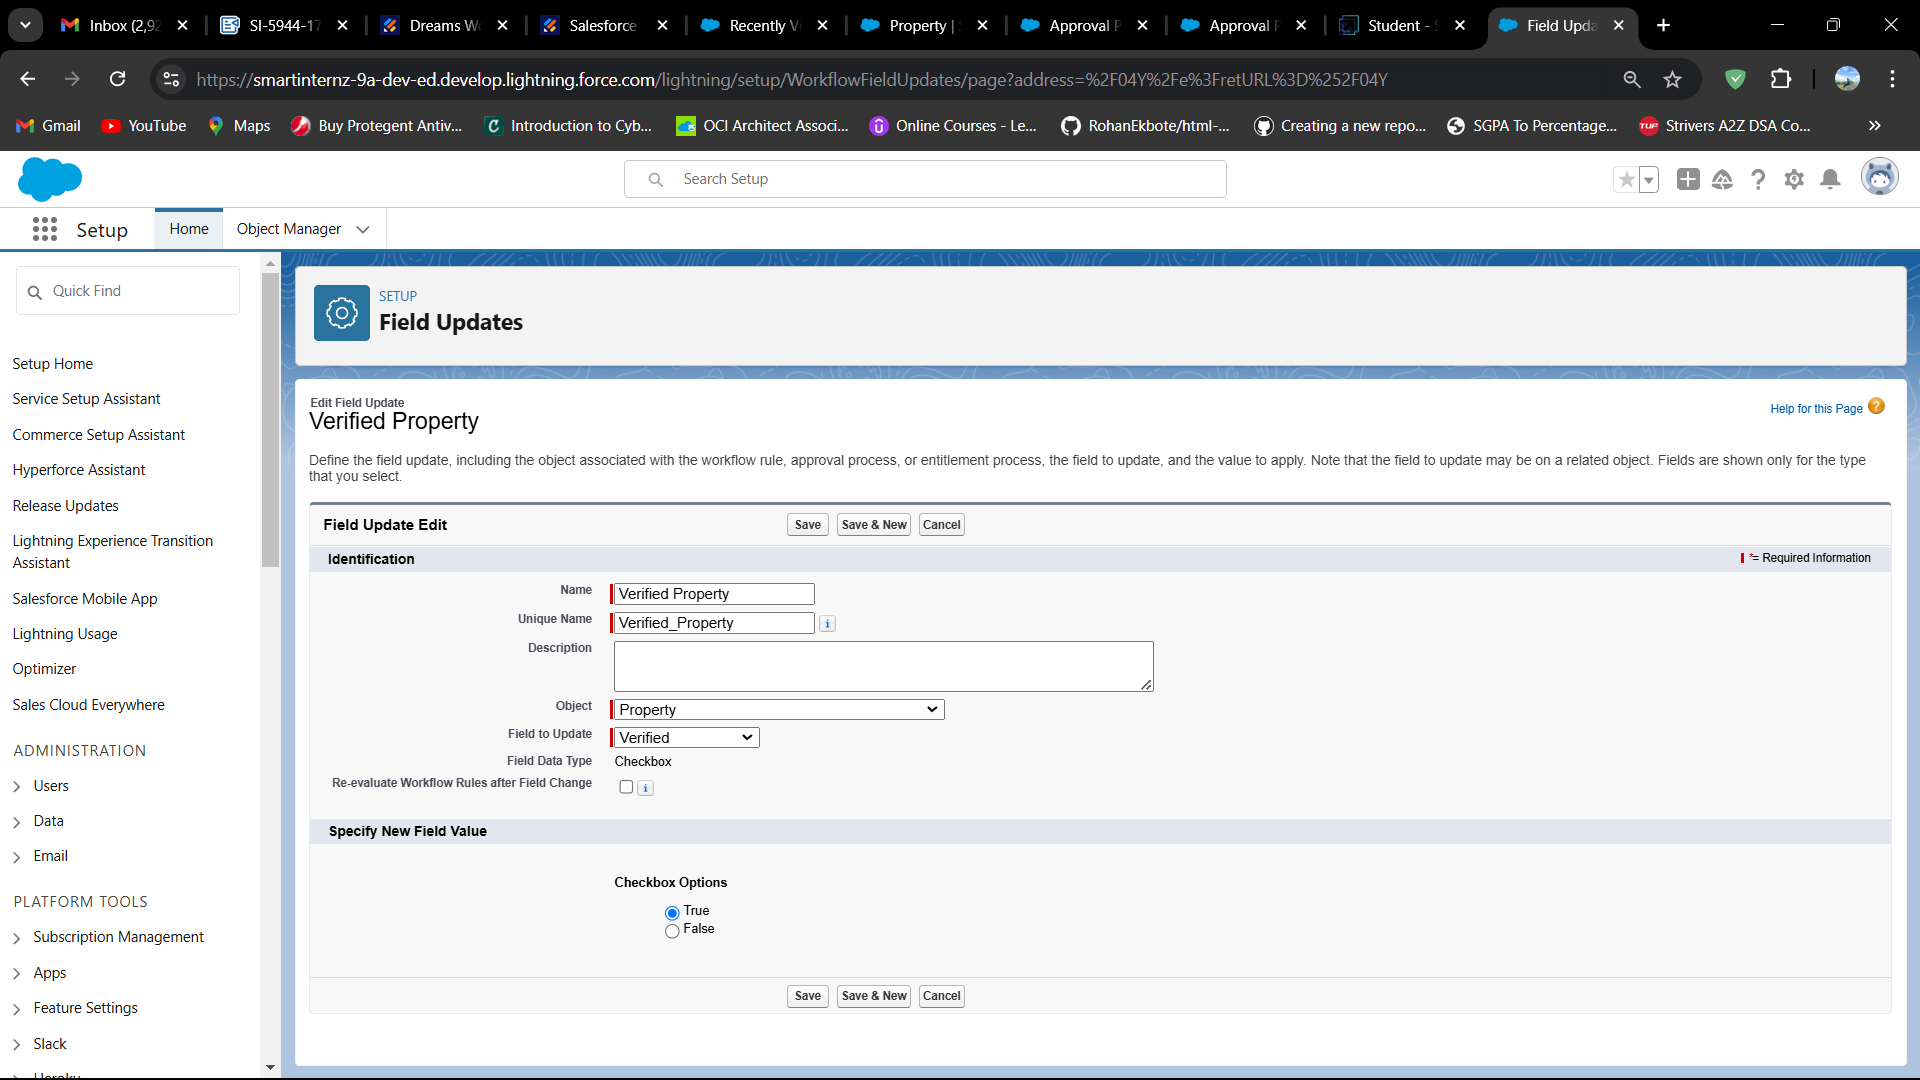 Inbox (2,92
SI-5944-17
Dreams W
Salesforce
Recently Vi
Property |
Approval P
Approval P
Student -
Field Upda
https://smartinternz-9a-dev-ed.develop.lightning.force.com/lightning/setup/WorkflowFieldUpdates/page?address=%2F04Y%2Fe%3FretURL%3D%252F04Y
Gmail
YouTube
Maps
Buy Protegent Antiv...
Introduction to Cyb...
OCI Architect Associ...
Online Courses - Le...
RohanEkbote/html-...
Creating a new repo...
SGPA To Percentage...
Strivers A2Z DSA Co...
Search Setup
Setup
Home
Object Manager
Quick Find
Setup Home
Service Setup Assistant
Commerce Setup Assistant
Hyperforce Assistant
Release Updates
Lightning Experience Transition
Assistant
Salesforce Mobile App
Lightning Usage
Optimizer
Sales Cloud Everywhere
ADMINISTRATION
Users
Data
Email
PLATFORM TOOLS
Subscription Management
Apps
Feature Settings
Slack
Heroku
SETUP
Field Updates
Edit Field Update
Verified Property
Help for this Page
Define the field update, including the object associated with the workflow rule, approval process, or entitlement process, the field to update, and the value to apply. Note that the field to update may be on a related object. Fields are shown only for the type
that you select.
Field Update Edit
Save
Save & New
Cancel
Identification
*= Required Information
Name
Verified Property
Unique Name
Verified_Property
Description
Object
Property
Field to Update
Verified
Field Data Type
Checkbox
Re-evaluate Workflow Rules after Field Change
Specify New Field Value
Checkbox Options
True
False
Save
Save & New
Cancel